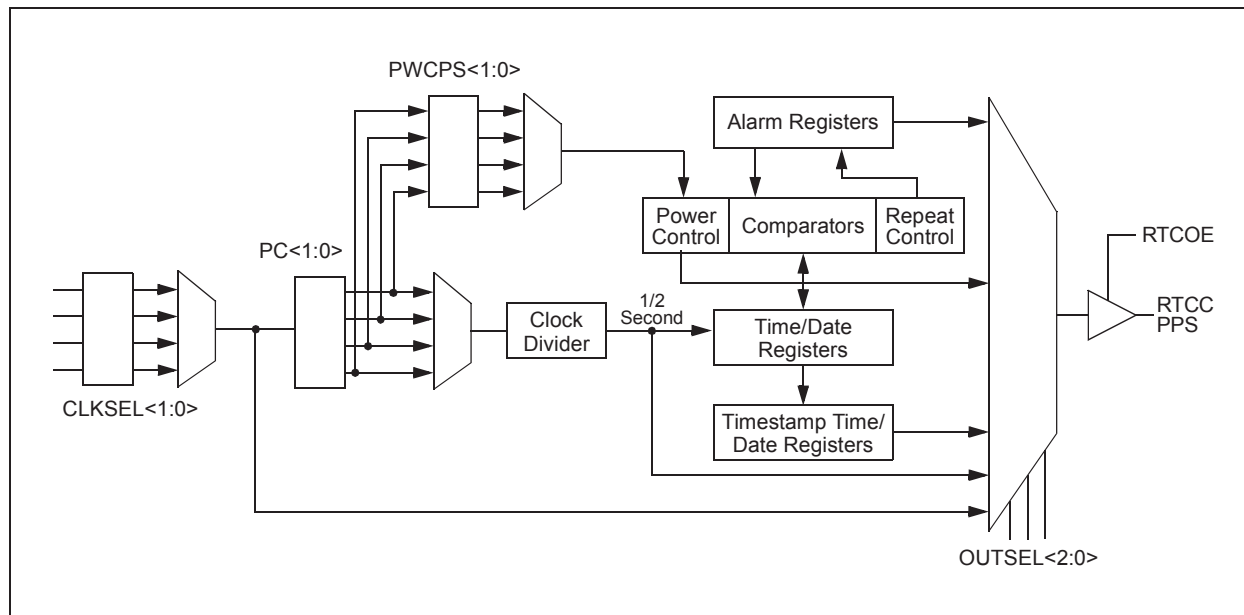 PWCPS<1:0>
Alarm Registers
Power
Control
Comparators
Repeat
Control
PC<1:0>
RTCOE
1/2
Second
Clock
Divider
Time/Date
Registers
RTCC
PPS
CLKSEL<1:0>
Timestamp Time/
Date Registers
OUTSEL<2:0>